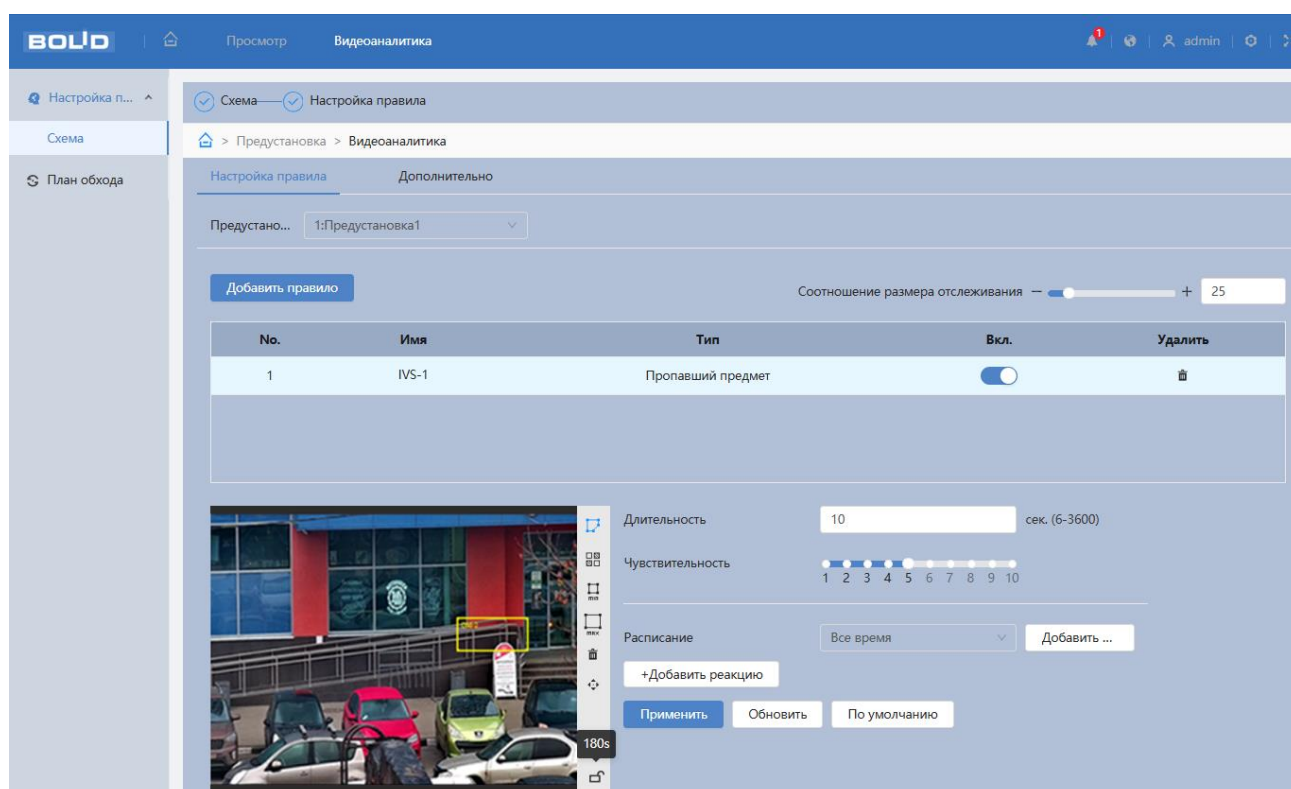 BOLID Просмотр Видеоаналитика 1 admin
Настройка п...
Схема
План обхода
Схема Настройка правила
> Предустановка > Видеоаналитика
Настройка правила Дополнительно
Предустано... 1:Предустановка1
Добавить правило Соотношение размера отслеживания − + 25
No. Имя Тип Вкл. Удалить
1 IVS-1 Пропавший предмет
Длительность 10 сек. (6-3600)
Чувствительность
1 2 3 4 5 6 7 8 9 10
min
max
Расписание Все время Добавить ...
+Добавить реакцию
Применить Обновить По умолчанию
180s